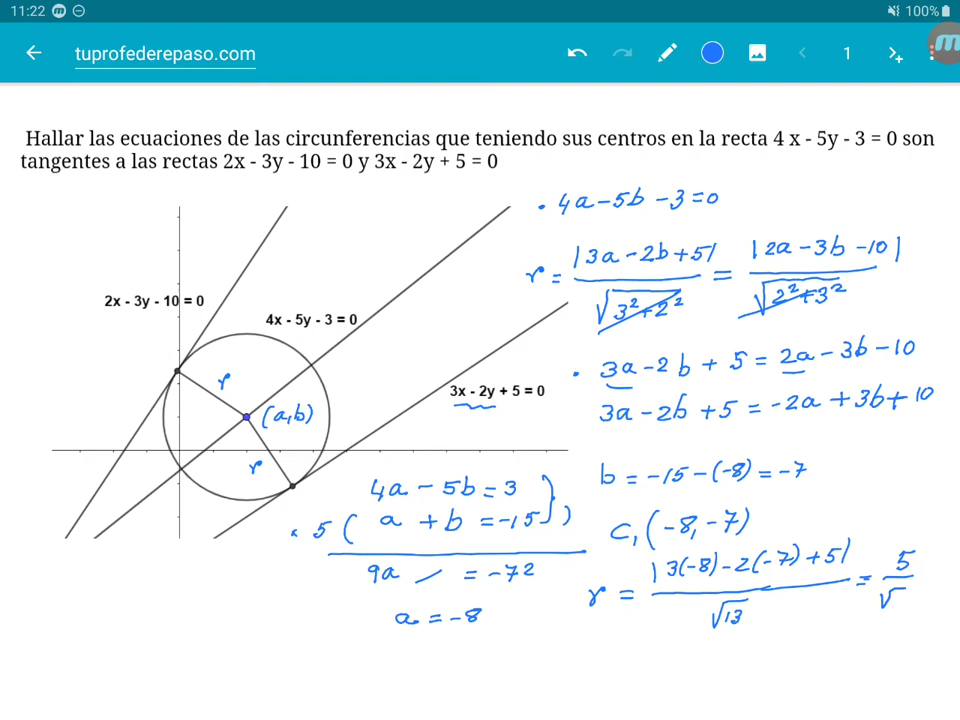 11:22 100%
tuprofederepaso.com 1
Hallar las ecuaciones de las circunferencias que teniendo sus centros en la recta 4 x - 5y - 3 = 0 son
tangentes a las rectas 2x - 3y - 10 = 0 y 3x - 2y + 5 = 0
. 4a - 5b - 3 = 0
r = |3a - 2b + 5| / √(3² + 2²) = |2a - 3b - 10| / √(2² + 3²)
2x - 3y - 10 = 0
4x - 5y - 3 = 0
. 3a - 2b + 5 = 2a - 3b - 10
r
3x - 2y + 5 = 0
3a - 2b + 5 = -2a + 3b + 10
(a,b)
r
b = -15 - (-8) = -7
4a - 5b = 3
5 ( a + b = -15 )
C₁ (-8, -7)
9a = -72
r = |3(-8) - 2(-7) + 5| / √13 = 5 / √
a = -8